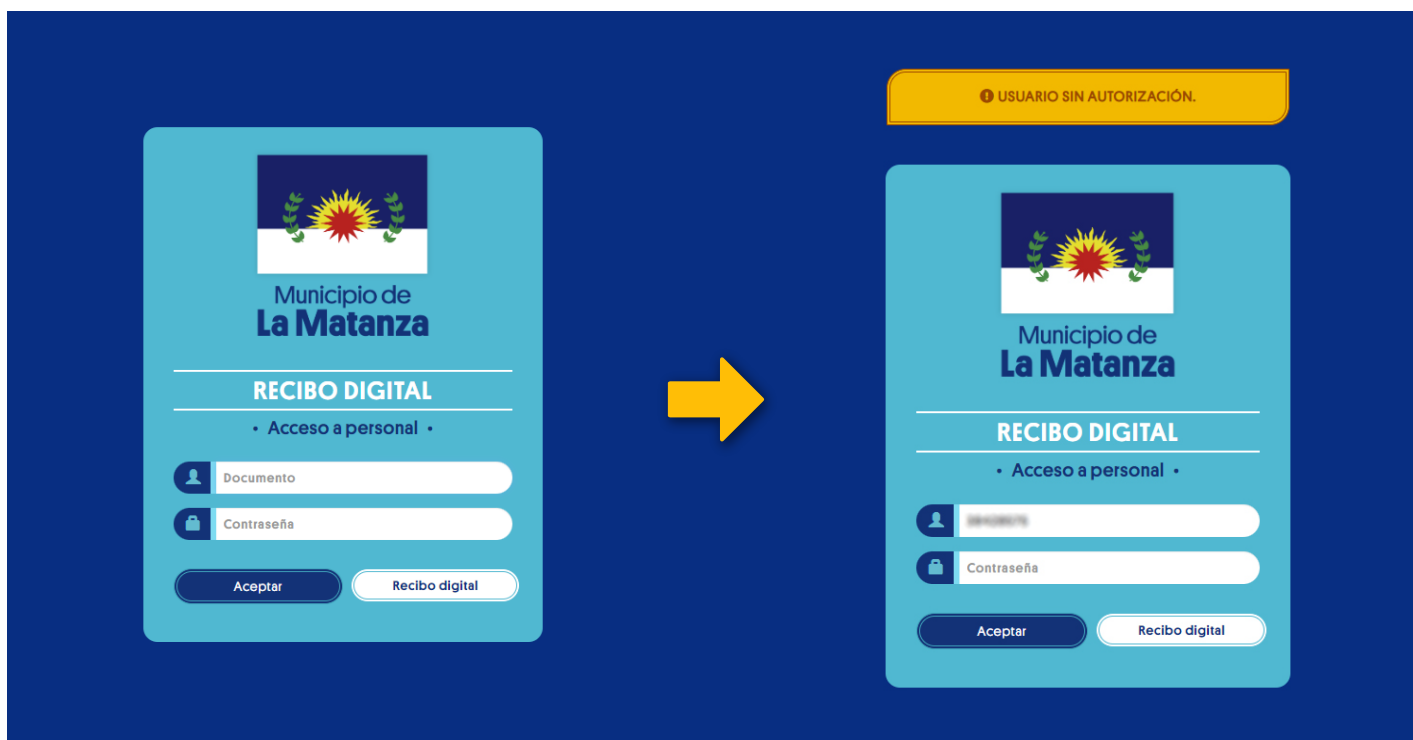 Municipio de
La Matanza
RECIBO DIGITAL
• Acceso a personal •
Documento
Contraseña
Aceptar
Recibo digital
USUARIO SIN AUTORIZACIÓN.
Municipio de
La Matanza
RECIBO DIGITAL
• Acceso a personal •
Contraseña
Aceptar
Recibo digital